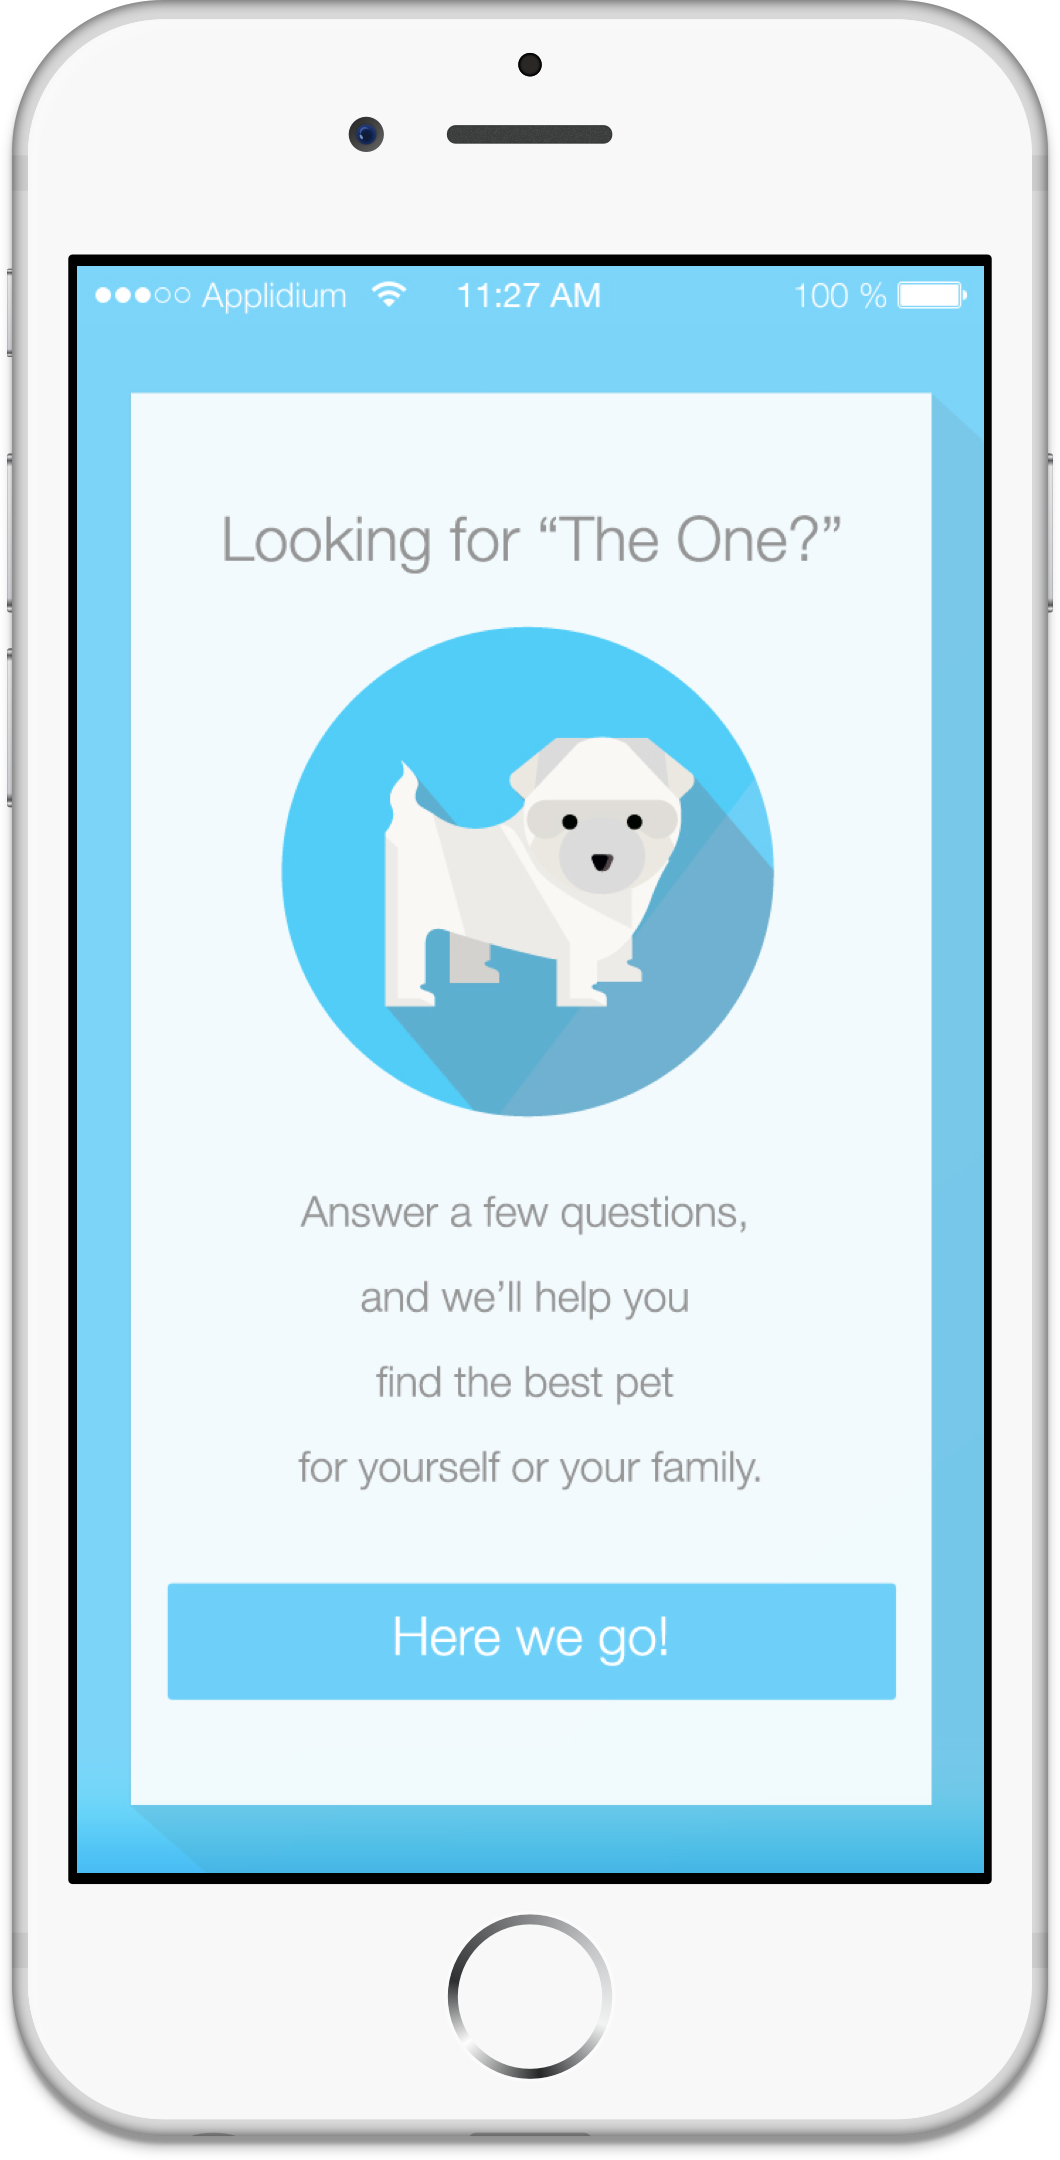 Applidium 11:27 AM 100 %
Looking for “The One?”
Answer a few questions,
and we’ll help you
find the best pet
for yourself or your family.
Here we go!